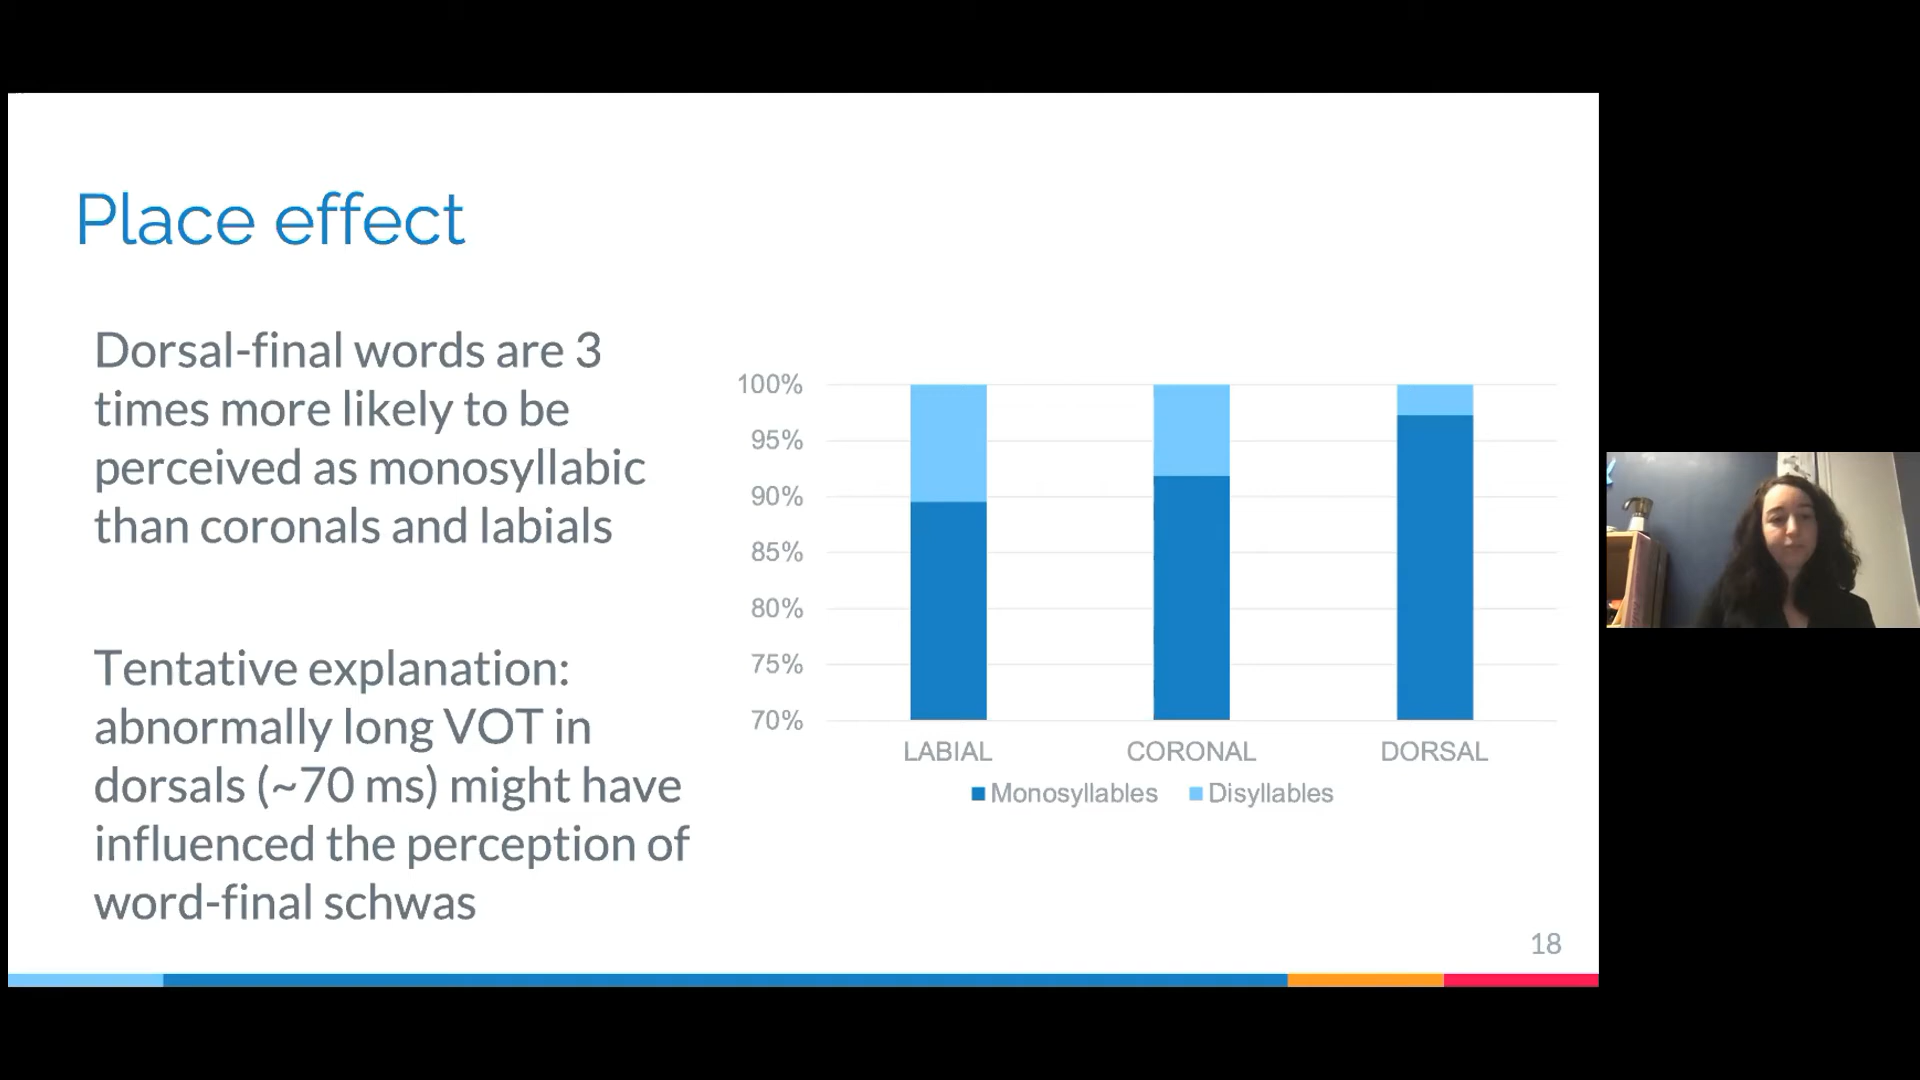 Place effect
Dorsal-final words are 3
times more likely to be
perceived as monosyllabic
than coronals and labials
Tentative explanation:
abnormally long VOT in
dorsals (~70 ms) might have
influenced the perception of
word-final schwas
100%
95%
90%
85%
80%
75%
70%
LABIAL CORONAL DORSAL
Monosyllables Disyllables
18